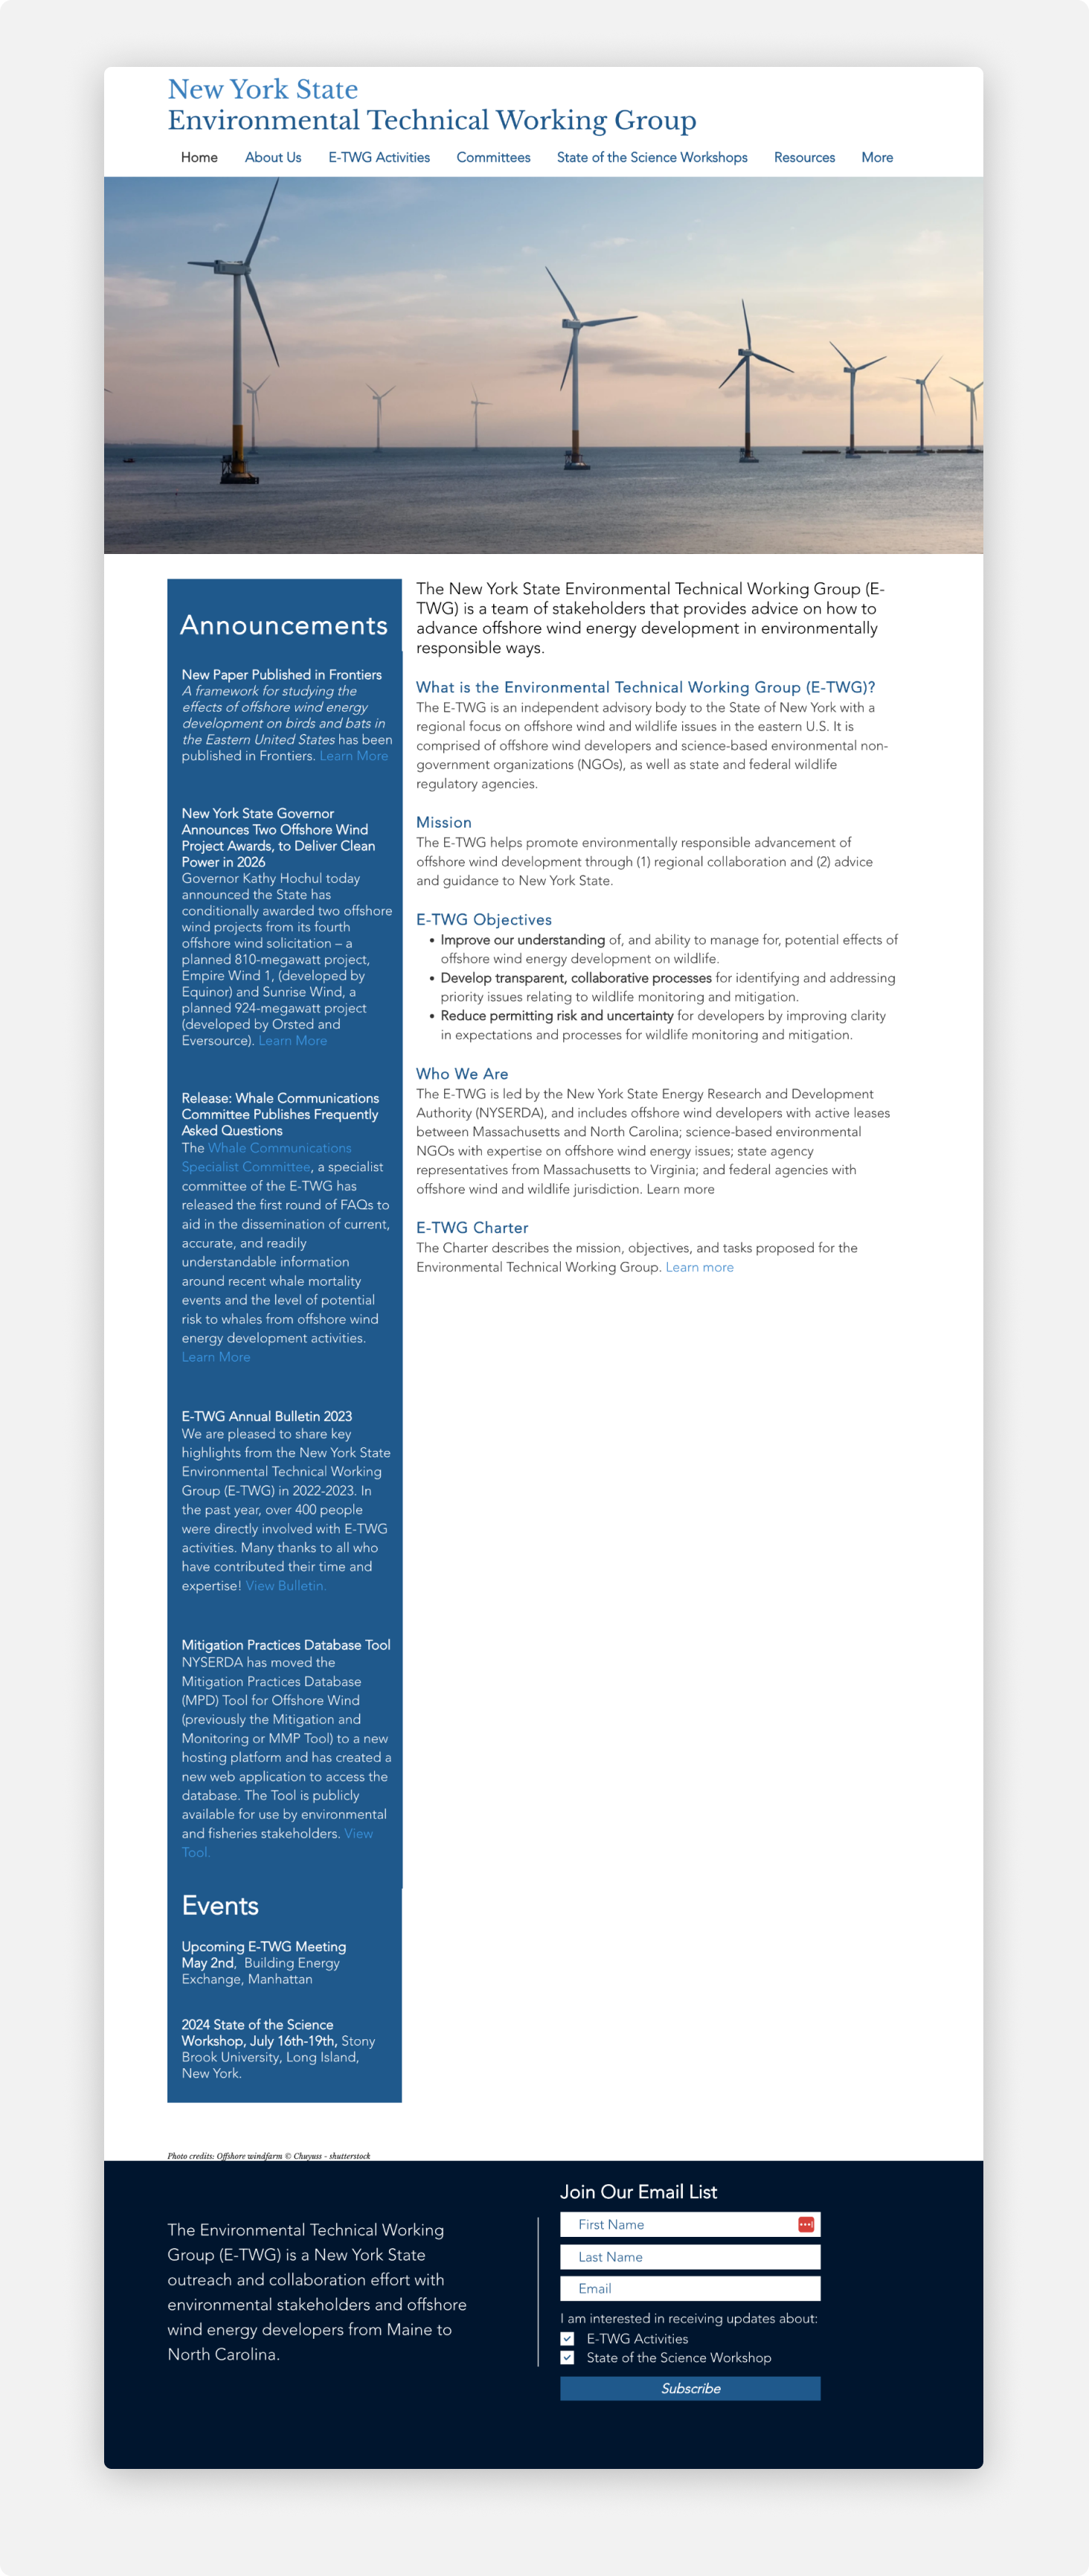 New York State
Environmental Technical Working Group
Home About Us E-TWG Activities Committees State of the Science Workshops Resources More
Announcements
New Paper Published in Frontiers
A framework for studying the
effects of offshore wind energy
development on birds and bats in
the Eastern United States has been
published in Frontiers. Learn More
New York State Governor
Announces Two Offshore Wind
Project Awards, to Deliver Clean
Power in 2026
Governor Kathy Hochul today
announced the State has
conditionally awarded two offshore
wind projects from its fourth
offshore wind solicitation – a
planned 810-megawatt project,
Empire Wind 1, (developed by
Equinor) and Sunrise Wind, a
planned 924-megawatt project
(developed by Orsted and
Eversource). Learn More
Release: Whale Communications
Committee Publishes Frequently
Asked Questions
The Whale Communications
Specialist Committee, a specialist
committee of the E-TWG has
released the first round of FAQs to
aid in the dissemination of current,
accurate, and readily
understandable information
around recent whale mortality
events and the level of potential
risk to whales from offshore wind
energy development activities.
Learn More
E-TWG Annual Bulletin 2023
We are pleased to share key
highlights from the New York State
Environmental Technical Working
Group (E-TWG) in 2022-2023. In
the past year, over 400 people
were directly involved with E-TWG
activities. Many thanks to all who
have contributed their time and
expertise! View Bulletin.
Mitigation Practices Database Tool
NYSERDA has moved the
Mitigation Practices Database
(MPD) Tool for Offshore Wind
(previously the Mitigation and
Monitoring or MMP Tool) to a new
hosting platform and has created a
new web application to access the
database. The Tool is publicly
available for use by environmental
and fisheries stakeholders. View
Tool.
Events
Upcoming E-TWG Meeting
May 2nd, Building Energy
Exchange, Manhattan
2024 State of the Science
Workshop, July 16th-19th, Stony
Brook University, Long Island,
New York.
The New York State Environmental Technical Working Group (E-
TWG) is a team of stakeholders that provides advice on how to
advance offshore wind energy development in environmentally
responsible ways.
What is the Environmental Technical Working Group (E-TWG)?
The E-TWG is an independent advisory body to the State of New York with a
regional focus on offshore wind and wildlife issues in the eastern U.S. It is
comprised of offshore wind developers and science-based environmental non-
government organizations (NGOs), as well as state and federal wildlife
regulatory agencies.
Mission
The E-TWG helps promote environmentally responsible advancement of
offshore wind development through (1) regional collaboration and (2) advice
and guidance to New York State.
E-TWG Objectives
• Improve our understanding of, and ability to manage for, potential effects of
offshore wind energy development on wildlife.
• Develop transparent, collaborative processes for identifying and addressing
priority issues relating to wildlife monitoring and mitigation.
• Reduce permitting risk and uncertainty for developers by improving clarity
in expectations and processes for wildlife monitoring and mitigation.
Who We Are
The E-TWG is led by the New York State Energy Research and Development
Authority (NYSERDA), and includes offshore wind developers with active leases
between Massachusetts and North Carolina; science-based environmental
NGOs with expertise on offshore wind energy issues; state agency
representatives from Massachusetts to Virginia; and federal agencies with
offshore wind and wildlife jurisdiction. Learn more
E-TWG Charter
The Charter describes the mission, objectives, and tasks proposed for the
Environmental Technical Working Group. Learn more
Photo credits: Offshore windfarm © Chuyuss - shutterstock
The Environmental Technical Working
Group (E-TWG) is a New York State
outreach and collaboration effort with
environmental stakeholders and offshore
wind energy developers from Maine to
North Carolina.
Join Our Email List
First Name
Last Name
Email
I am interested in receiving updates about:
E-TWG Activities
State of the Science Workshop
Subscribe